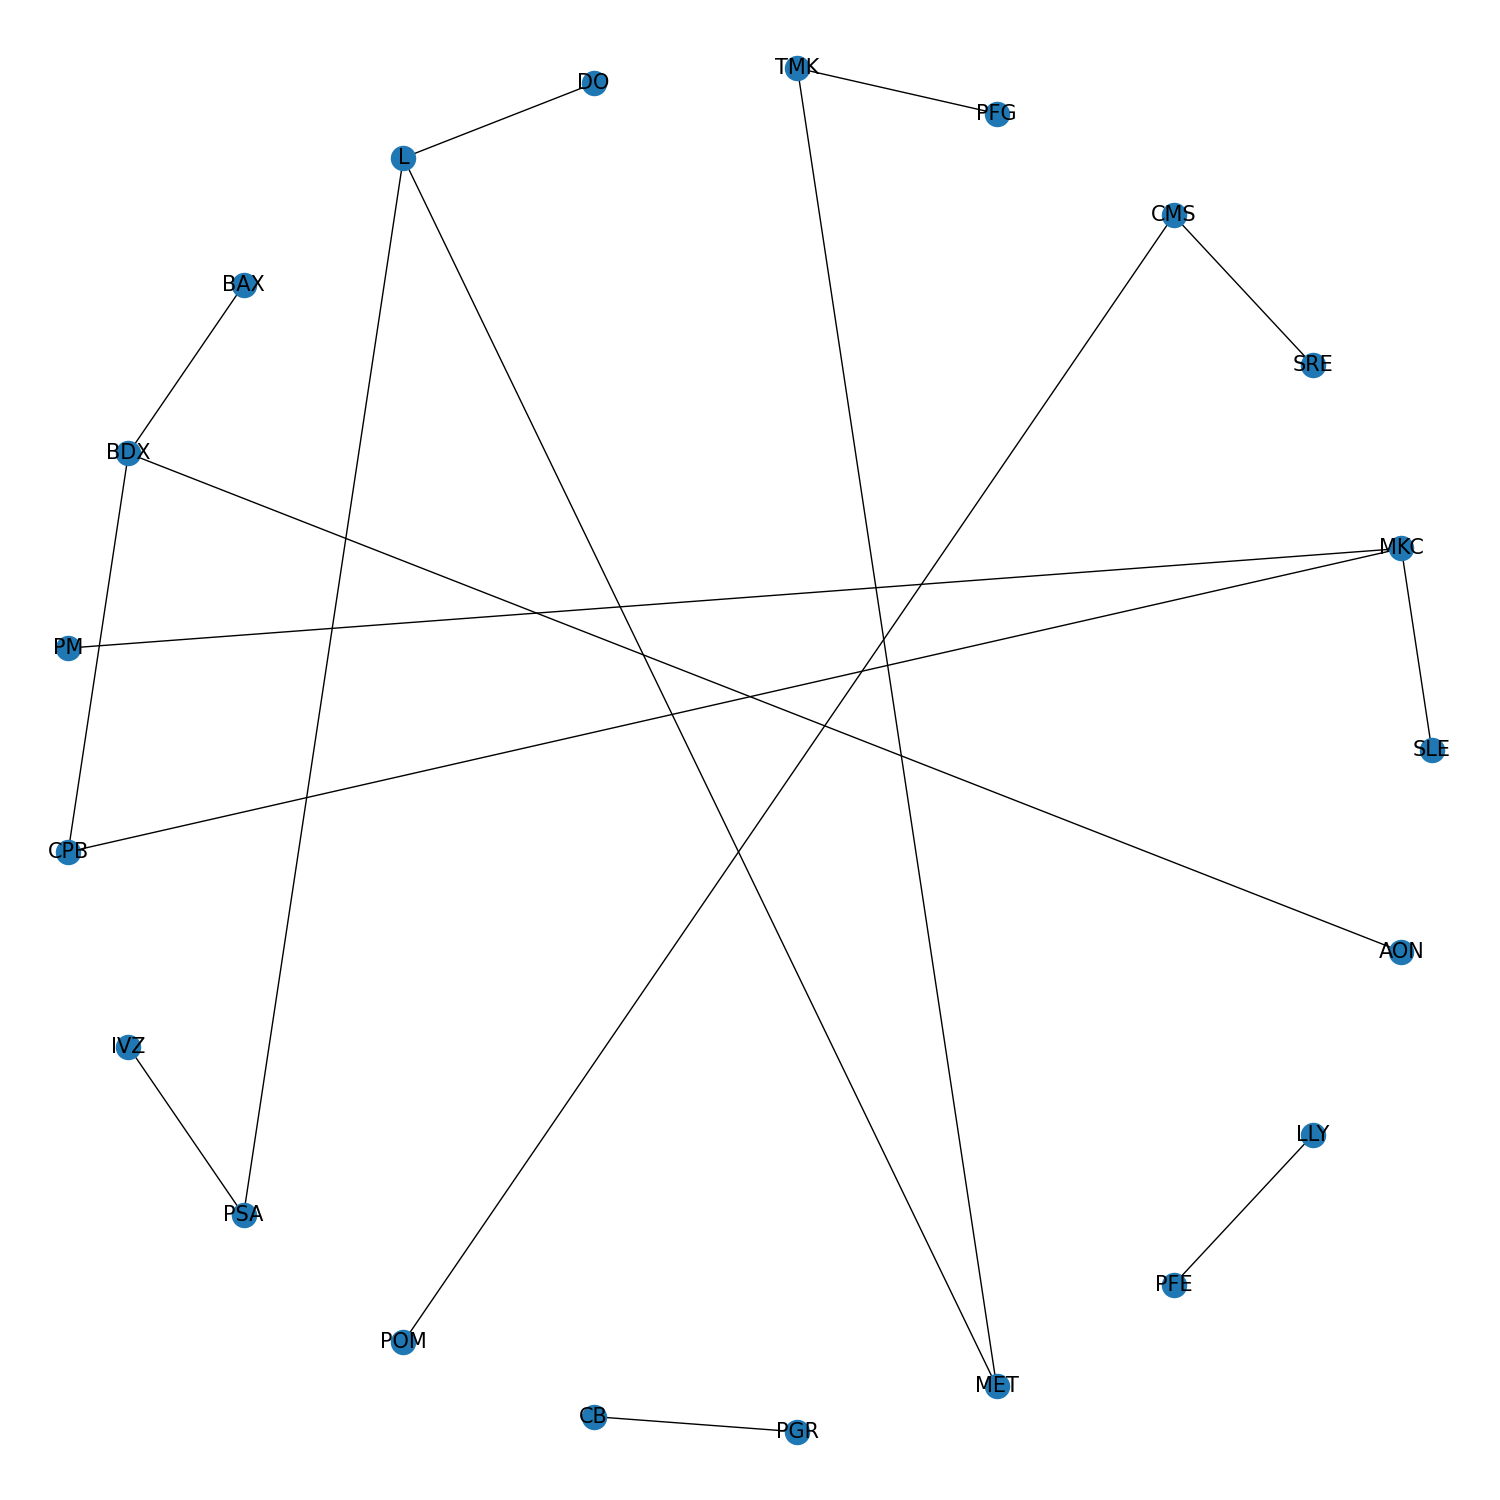 TMK
DO
PFG
L
CMS
BAX
SRE
BDX
MKC
PM
SLE
CPB
AON
IVZ
LLY
PSA
PFE
POM
MET
CB
PGR